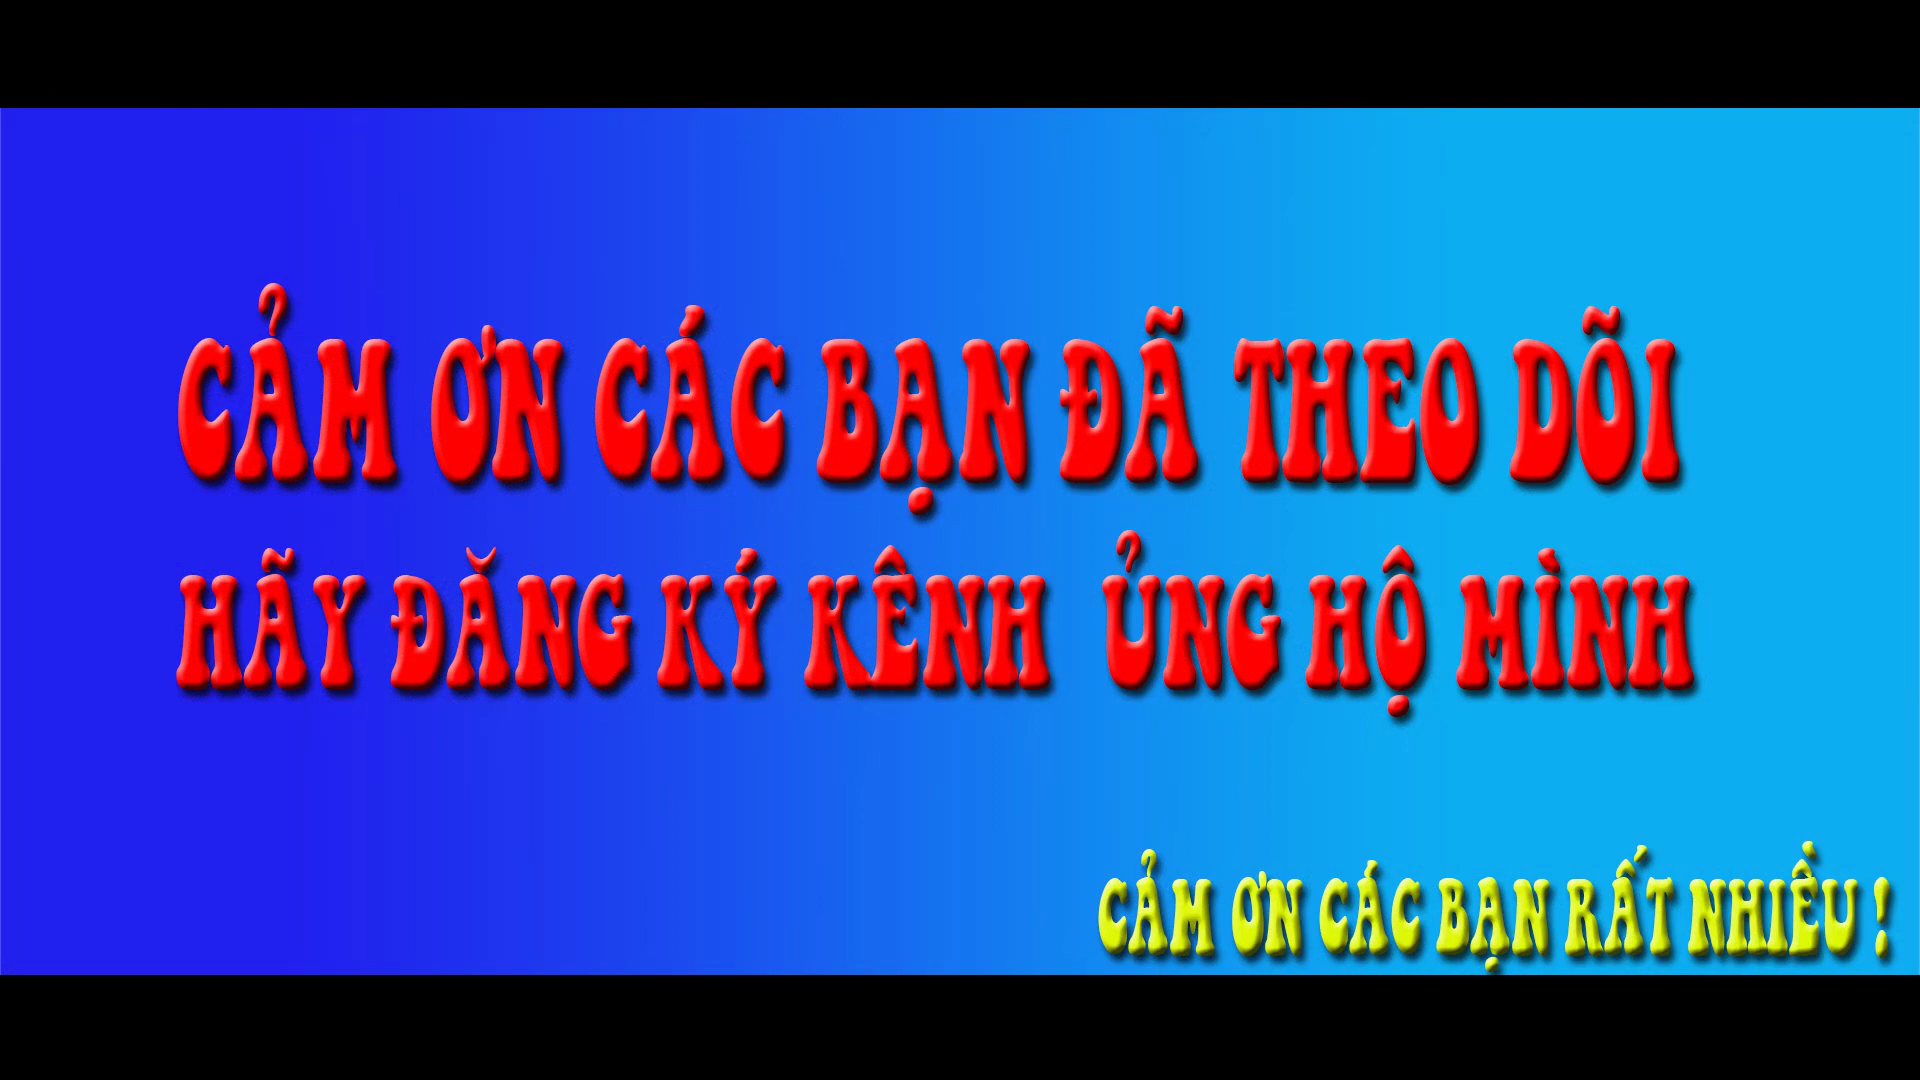 CẢM ƠN CÁC BẠN ĐÃ THEO DÕI
HÃY ĐĂNG KÝ KÊNH ỦNG HỘ MÌNH
CẢM ƠN CÁC BẠN RẤT NHIỀU !